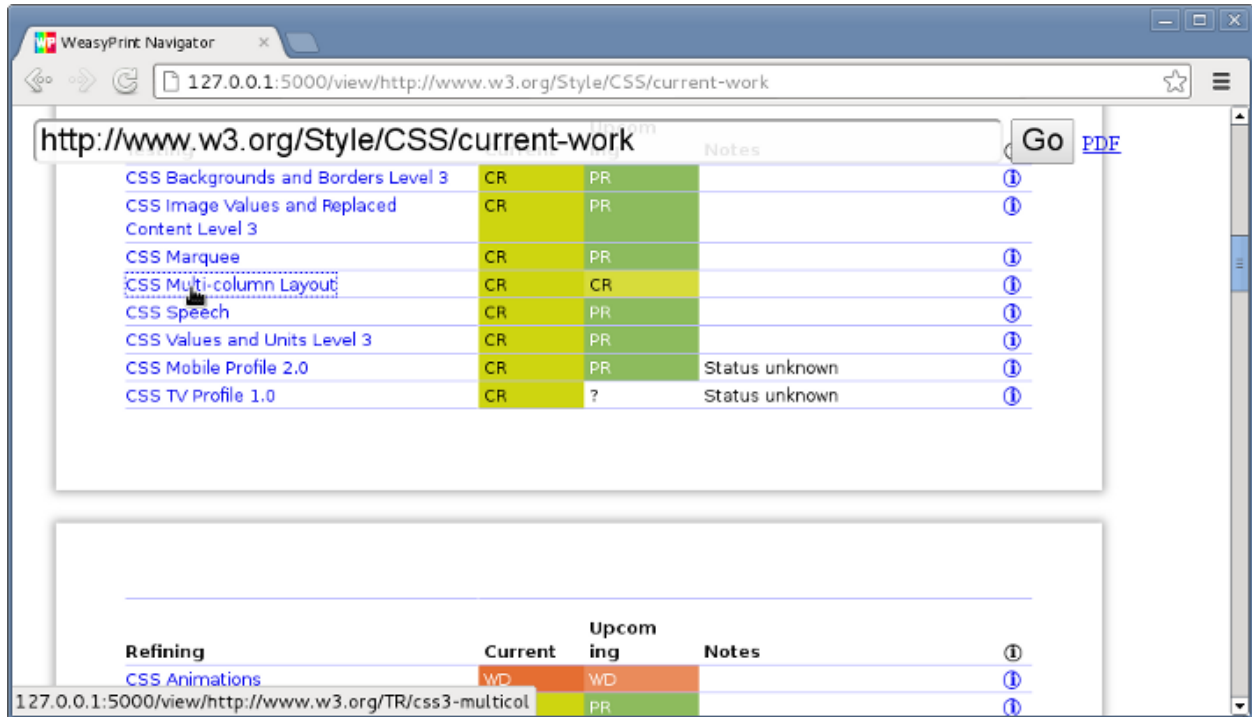 WeasyPrint Navigator
127.0.0.1:5000/view/http://www.w3.org/Style/CSS/current-work
http://www.w3.org/Style/CSS/current-work Go PDF
Testing Current Upcom
ing Notes
CSS Backgrounds and Borders Level 3 CR PR
CSS Image Values and Replaced CR PR
Content Level 3
CSS Marquee CR PR
CSS Multi-column Layout CR CR
CSS Speech CR PR
CSS Values and Units Level 3 CR PR
CSS Mobile Profile 2.0 CR PR Status unknown
CSS TV Profile 1.0 CR ? Status unknown
Upcom
Refining Current ing Notes
CSS Animations WD WD
127.0.0.1:5000/view/http://www.w3.org/TR/css3-multicol PR